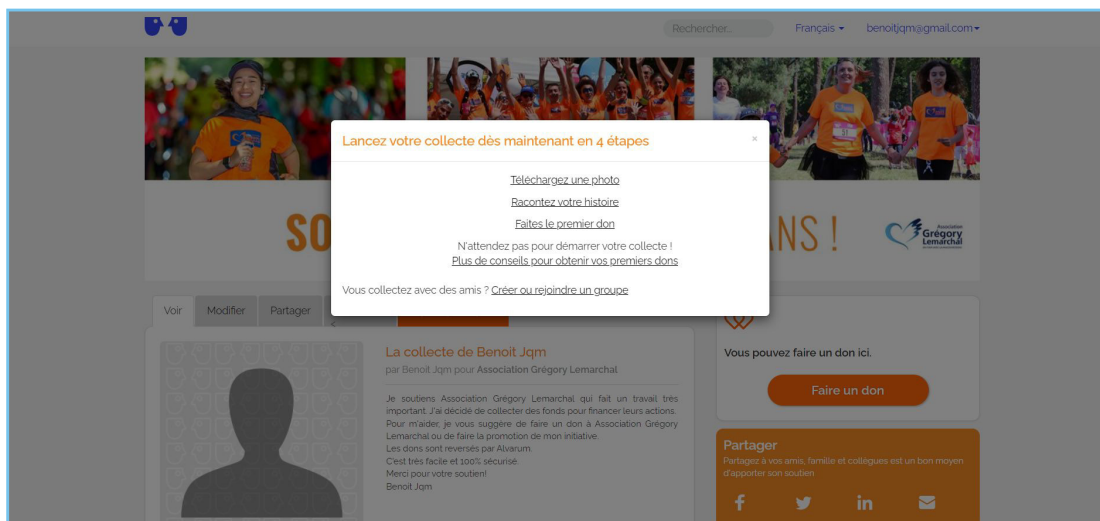 Rechercher...
Français
benoitjqm@gmail.com
Lancez votre collecte dès maintenant en 4 étapes
×
Téléchargez une photo
Racontez votre histoire
Faites le premier don
N'attendez pas pour démarrer votre collecte !
Plus de conseils pour obtenir vos premiers dons
Vous collectez avec des amis ? Créer ou rejoindre un groupe
SO
ANS !
Association
Grégory
Lemarchal
Voir
Modifier
Partager
La collecte de Benoit Jqm
par Benoit Jqm pour Association Grégory Lemarchal
Je soutiens Association Grégory Lemarchal qui fait un travail très
important. J'ai décidé de collecter des fonds pour financer leurs actions.
Pour m'aider, je vous suggère de faire un don à Association Grégory
Lemarchal ou de faire la promotion de mon initiative.
Les dons sont reversés par Alvarum.
C'est très facile et 100% sécurisé.
Merci pour votre soutien!
Benoit Jqm
Vous pouvez faire un don ici.
Faire un don
Partager
Partagez à vos amis, famille et collègues est un bon moyen
d'apporter son soutien